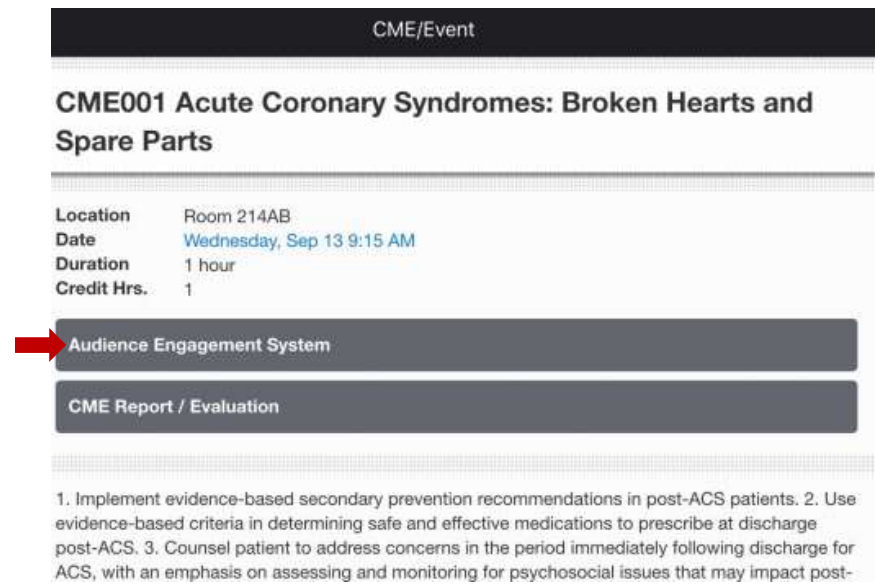 CME/Event
CME001 Acute Coronary Syndromes: Broken Hearts and
Spare Parts
Location Room 214AB
Date Wednesday, Sep 13 9:15 AM
Duration 1 hour
Credit Hrs. 1
Audience Engagement System
CME Report / Evaluation
1. Implement evidence-based secondary prevention recommendations in post-ACS patients. 2. Use
evidence-based criteria in determining safe and effective medications to prescribe at discharge
post-ACS. 3. Counsel patient to address concerns in the period immediately following discharge for
ACS, with an emphasis on assessing and monitoring for psychosocial issues that may impact post-